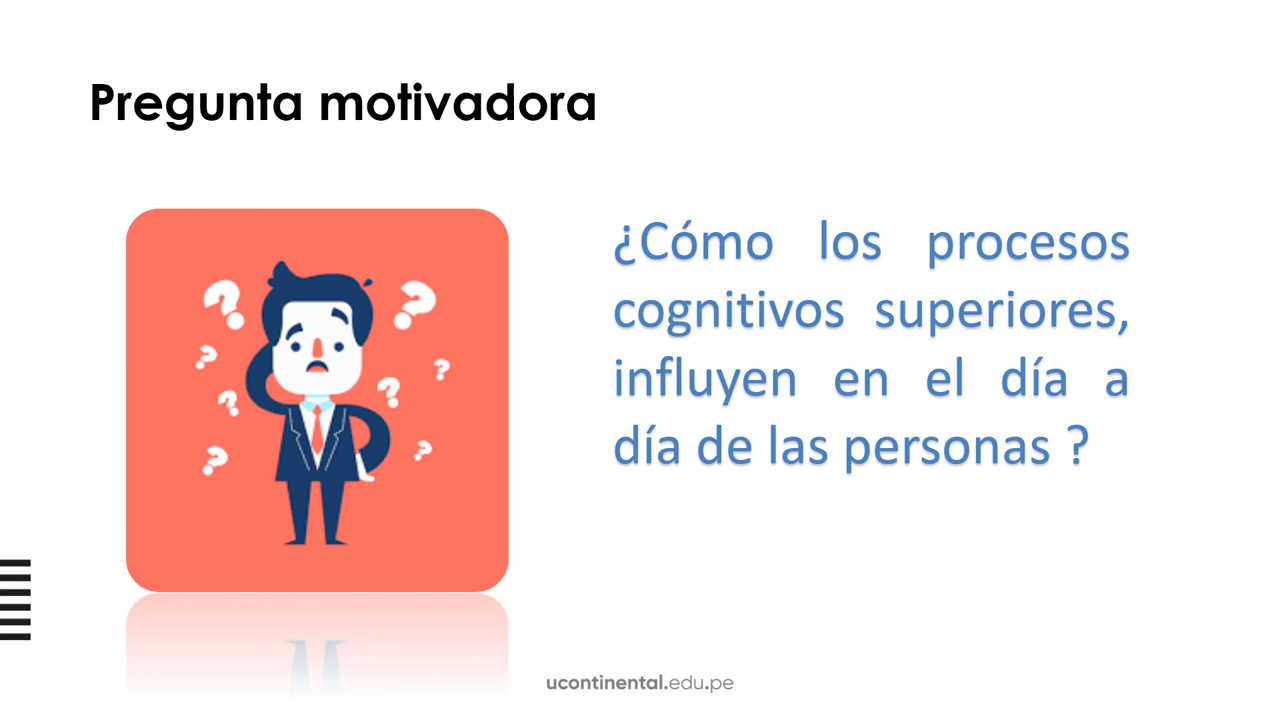 Pregunta motivadora
¿Cómo los procesos
cognitivos superiores,
influyen en el día a
día de las personas ?
ucontinental.edu.pe